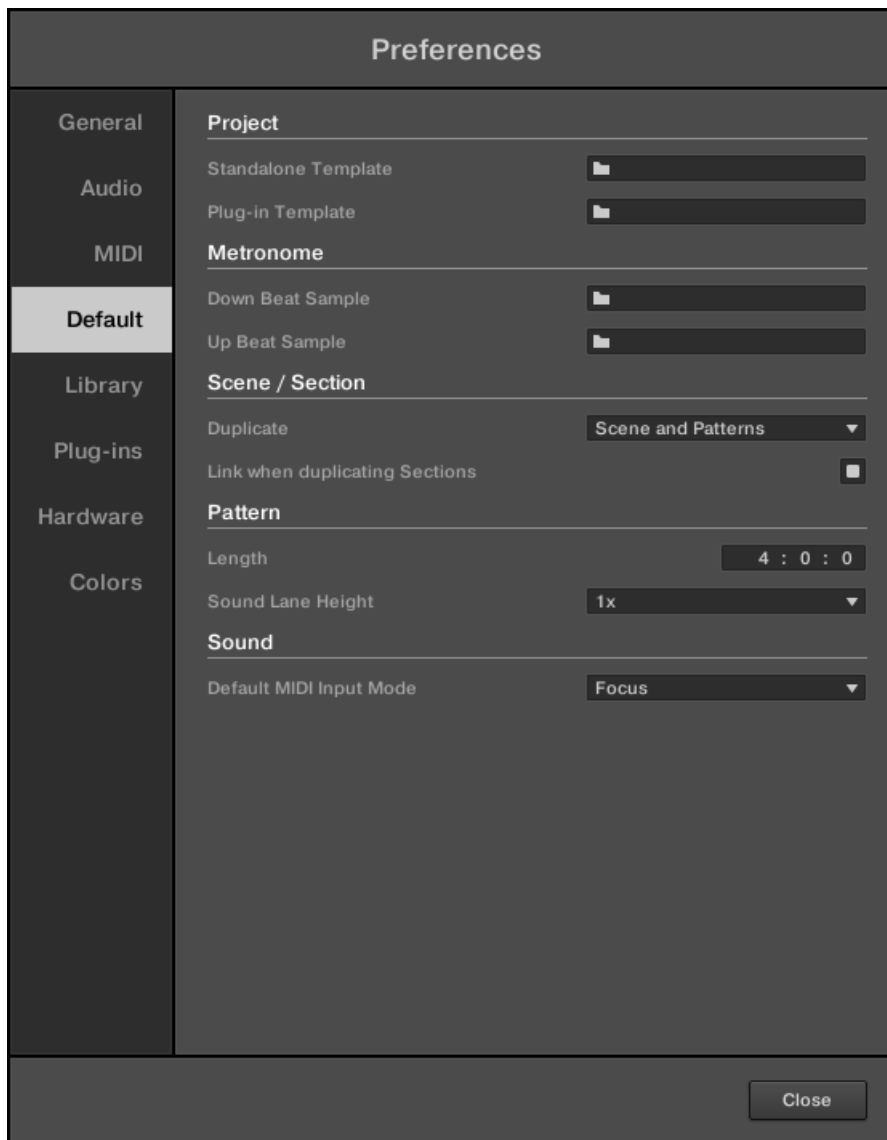 Preferences
General
Audio
MIDI
Default
Library
Plug-ins
Hardware
Colors
Project
Standalone Template
Plug-in Template
Metronome
Down Beat Sample
Up Beat Sample
Scene / Section
Duplicate Scene and Patterns
Link when duplicating Sections
Pattern
Length 4 : 0 : 0
Sound Lane Height 1x
Sound
Default MIDI Input Mode Focus
Close